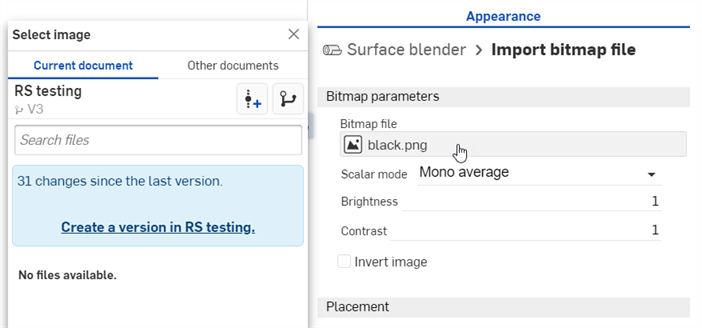 Select image
Current document
Other documents
RS testing
V3
Search files
31 changes since the last version.
Create a version in RS testing.
No files available.
Appearance
Surface blender > Import bitmap file
Bitmap parameters
Bitmap file
black.png
Scalar mode Mono average
Brightness 1
Contrast 1
Invert image
Placement